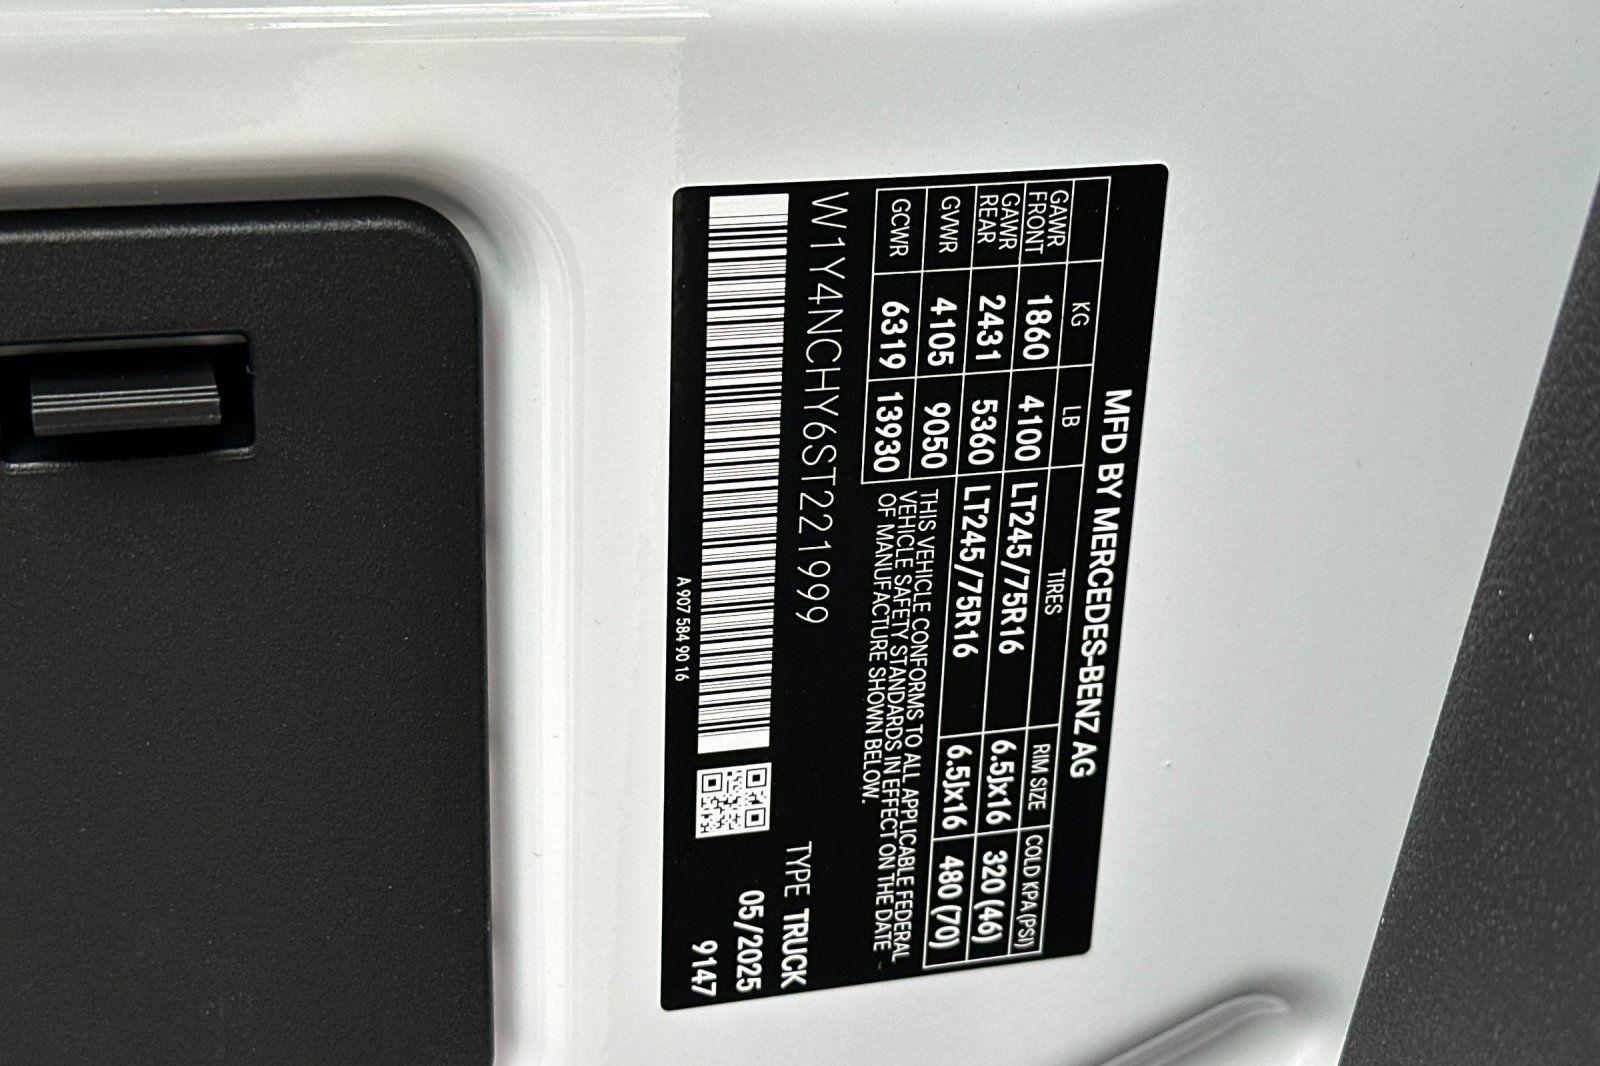 MFD BY MERCEDES-BENZ AG
KG LB TIRES RIM SIZE COLD KPA (PSI)
GAWR FRONT 1860 4100 LT245/75R16 6.5Jx16 320 (46)
GAWR REAR 2431 5360 LT245/75R16 6.5Jx16 480 (70)
GVWR 4105 9050
GCWR 6319 13930
THIS VEHICLE CONFORMS TO ALL APPLICABLE FEDERAL
VEHICLE SAFETY STANDARDS IN EFFECT ON THE DATE
OF MANUFACTURE SHOWN BELOW.
W1Y4NCHY6ST221999
TYPE TRUCK
05/2025
9147
A 907 584 90 16